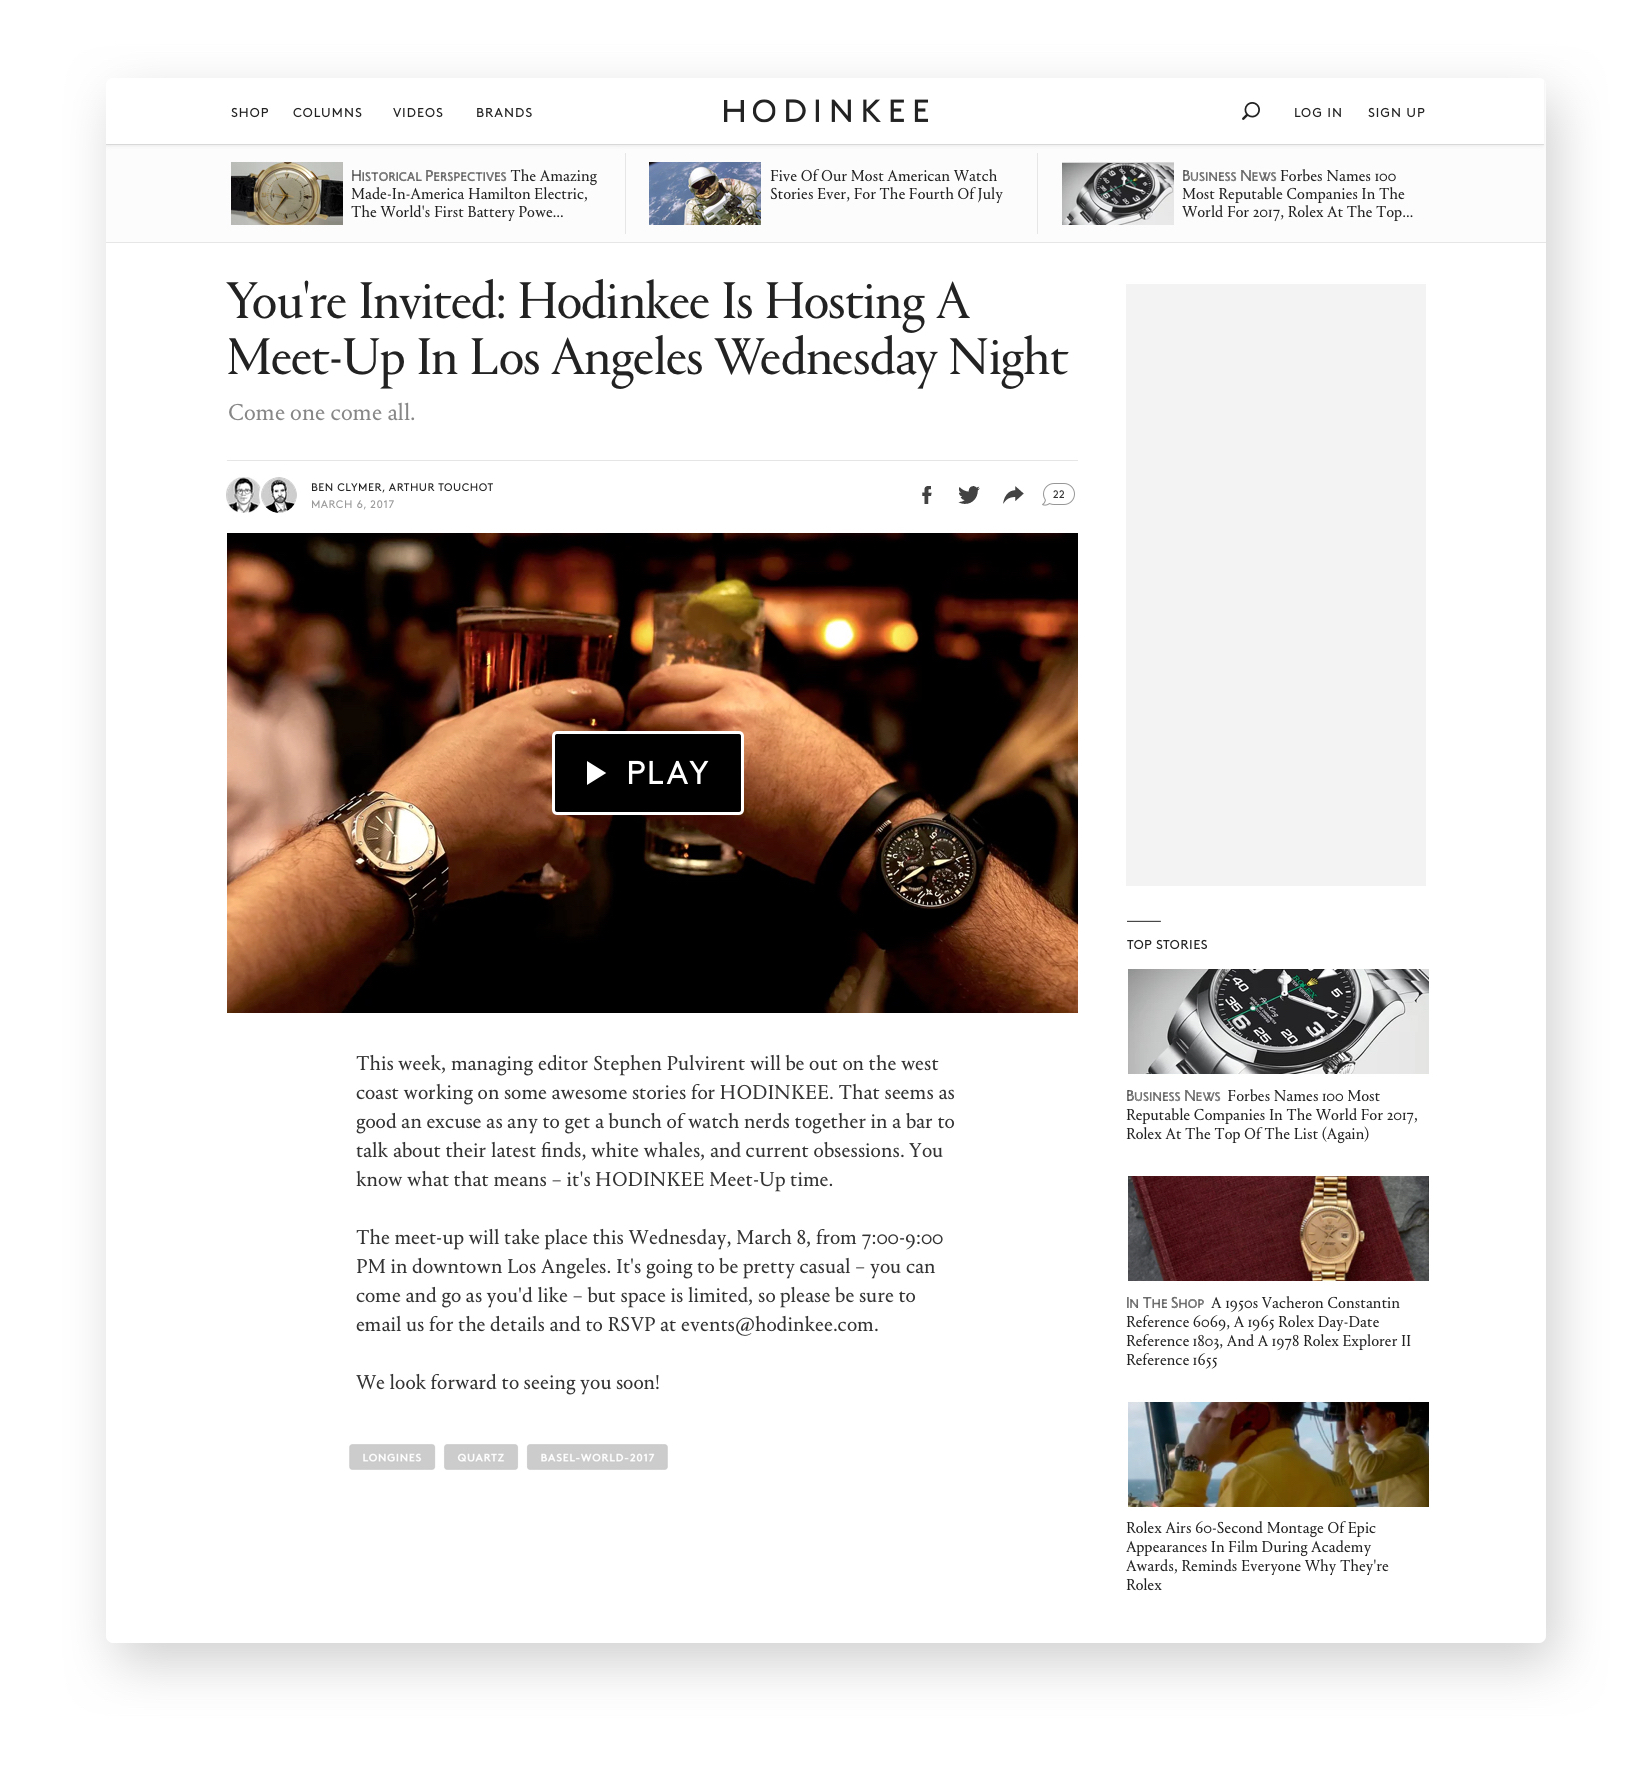 SHOP COLUMNS VIDEOS BRANDS HODINKEE LOG IN SIGN UP
HISTORICAL PERSPECTIVES The Amazing
Made-In-America Hamilton Electric,
The World's First Battery Powe...
Five Of Our Most American Watch
Stories Ever, For The Fourth Of July
BUSINESS NEWS Forbes Names 100
Most Reputable Companies In The
World For 2017, Rolex At The Top...
You're Invited: Hodinkee Is Hosting A
Meet-Up In Los Angeles Wednesday Night
Come one come all.
BEN CLYMER, ARTHUR TOUCHOT
MARCH 6, 2017
22
PLAY
This week, managing editor Stephen Pulvirent will be out on the west
coast working on some awesome stories for HODINKEE. That seems as
good an excuse as any to get a bunch of watch nerds together in a bar to
talk about their latest finds, white whales, and current obsessions. You
know what that means – it's HODINKEE Meet-Up time.
The meet-up will take place this Wednesday, March 8, from 7:00-9:00
PM in downtown Los Angeles. It's going to be pretty casual – you can
come and go as you'd like – but space is limited, so please be sure to
email us for the details and to RSVP at events@hodinkee.com.
We look forward to seeing you soon!
LONGINES QUARTZ BASEL-WORLD-2017
TOP STORIES
40
35
6
25
20
3
5
ROLEX
BUSINESS NEWS Forbes Names 100 Most
Reputable Companies In The World For 2017,
Rolex At The Top Of The List (Again)
IN THE SHOP A 1950s Vacheron Constantin
Reference 6069, A 1965 Rolex Day-Date
Reference 1803, And A 1978 Rolex Explorer II
Reference 1655
Rolex Airs 60-Second Montage Of Epic
Appearances In Film During Academy
Awards, Reminds Everyone Why They're
Rolex